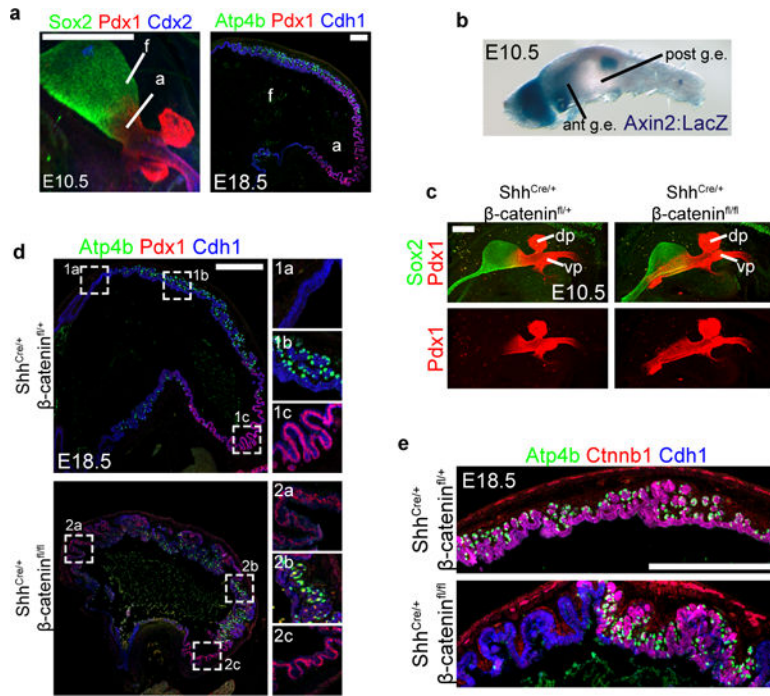 a
Sox2 Pdx1 Cdx2
f
a
E10.5
Atp4b Pdx1 Cdh1
f
a
E18.5
b
E10.5
post g.e.
ant g.e.
Axin2:LacZ
c
Shh^Cre/+
β-catenin^fl/+
Shh^Cre/+
β-catenin^fl/fl
Sox2
Pdx1
dp
vp
E10.5
dp
vp
Pdx1
d
Atp4b Pdx1 Cdh1
Shh^Cre/+
β-catenin^fl/+
1a
1b
1c
E18.5
1a
1b
1c
Shh^Cre/+
β-catenin^fl/fl
2a
2b
2c
2a
2b
2c
e
Atp4b Ctnnb1 Cdh1
Shh^Cre/+
β-catenin^fl/+
E18.5
Shh^Cre/+
β-catenin^fl/fl